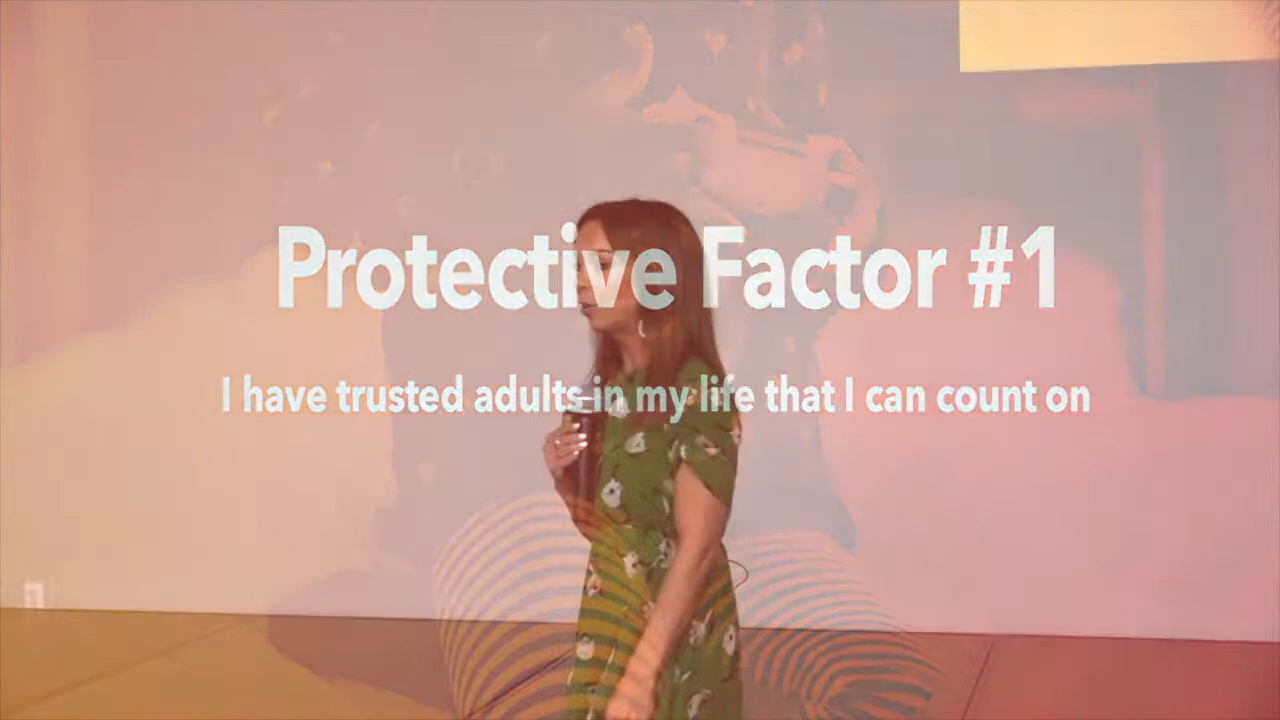 Protective Factor #1
I have trusted adults in my life that I can count on